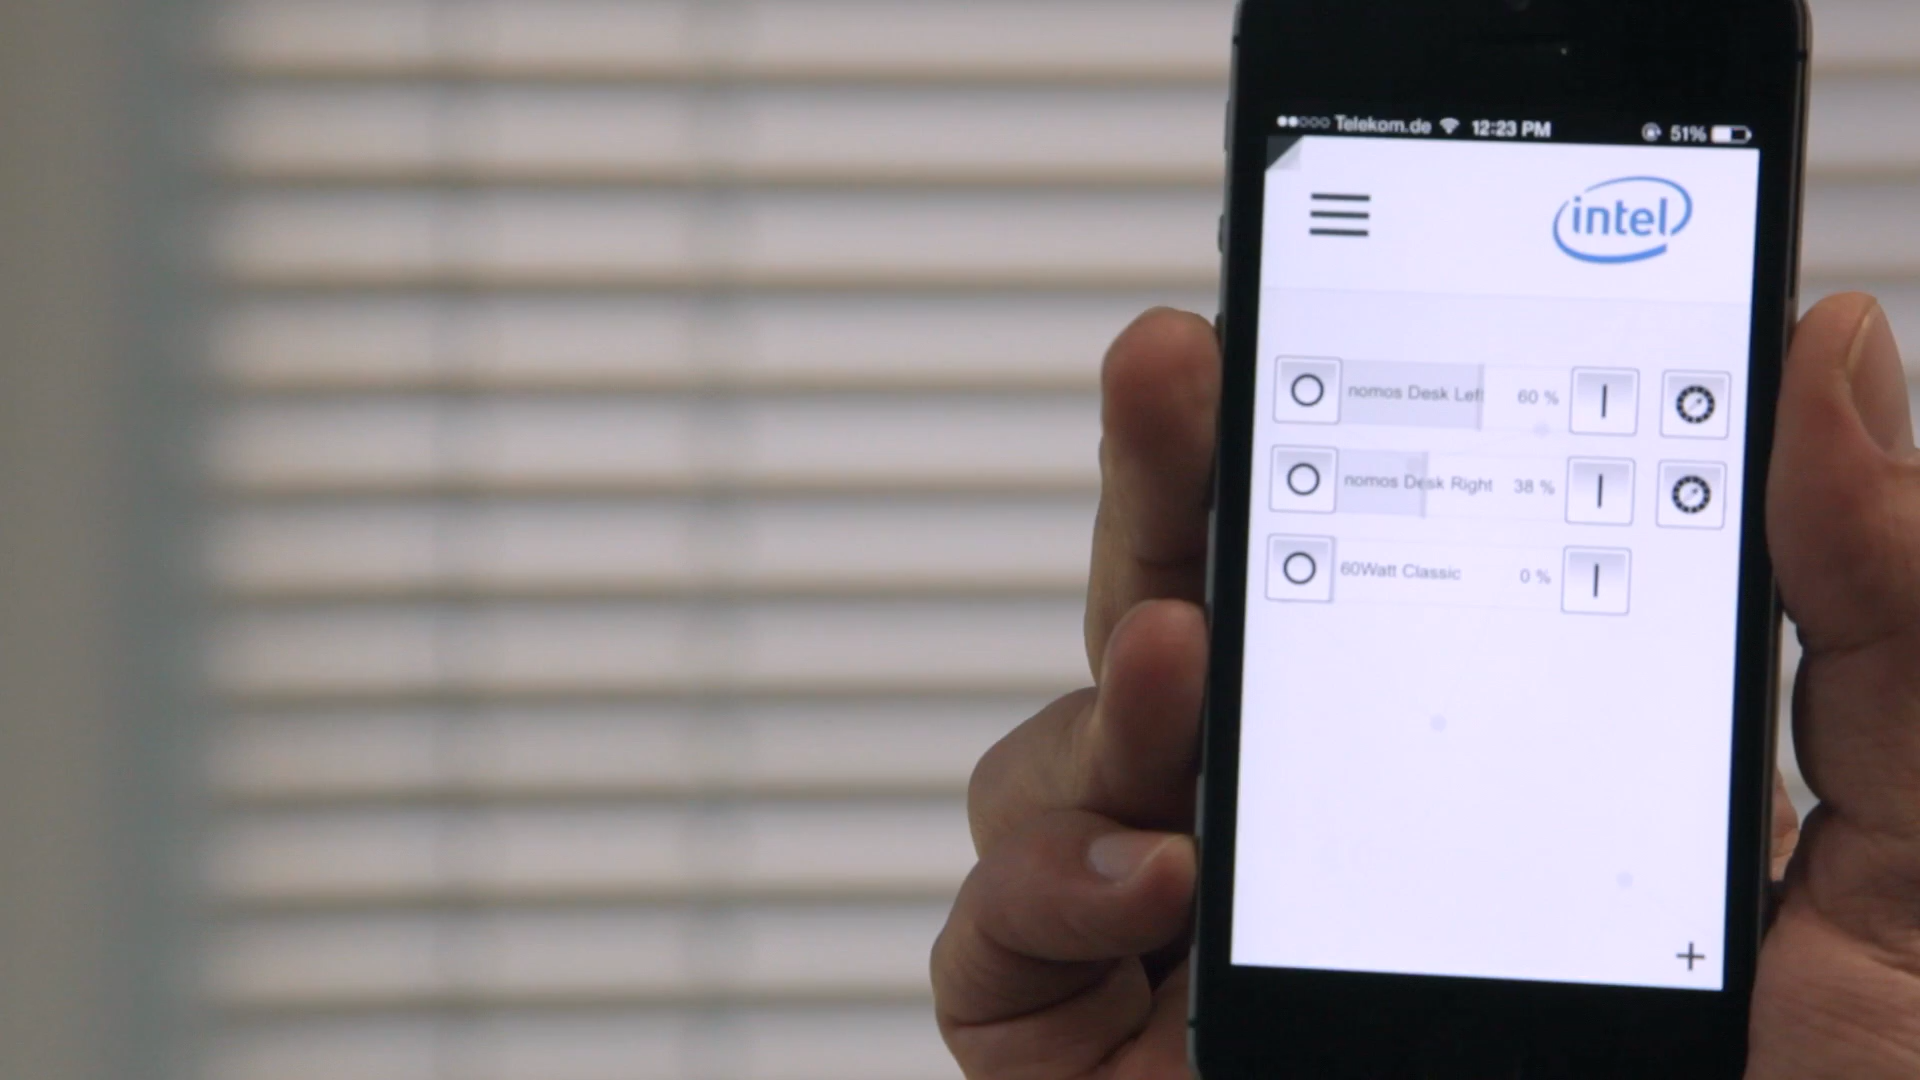 Telekom.de 12:23 PM 51%
intel
nomos Desk Left 60 %
nomos Desk Right 38 %
60Watt Classic 0 %